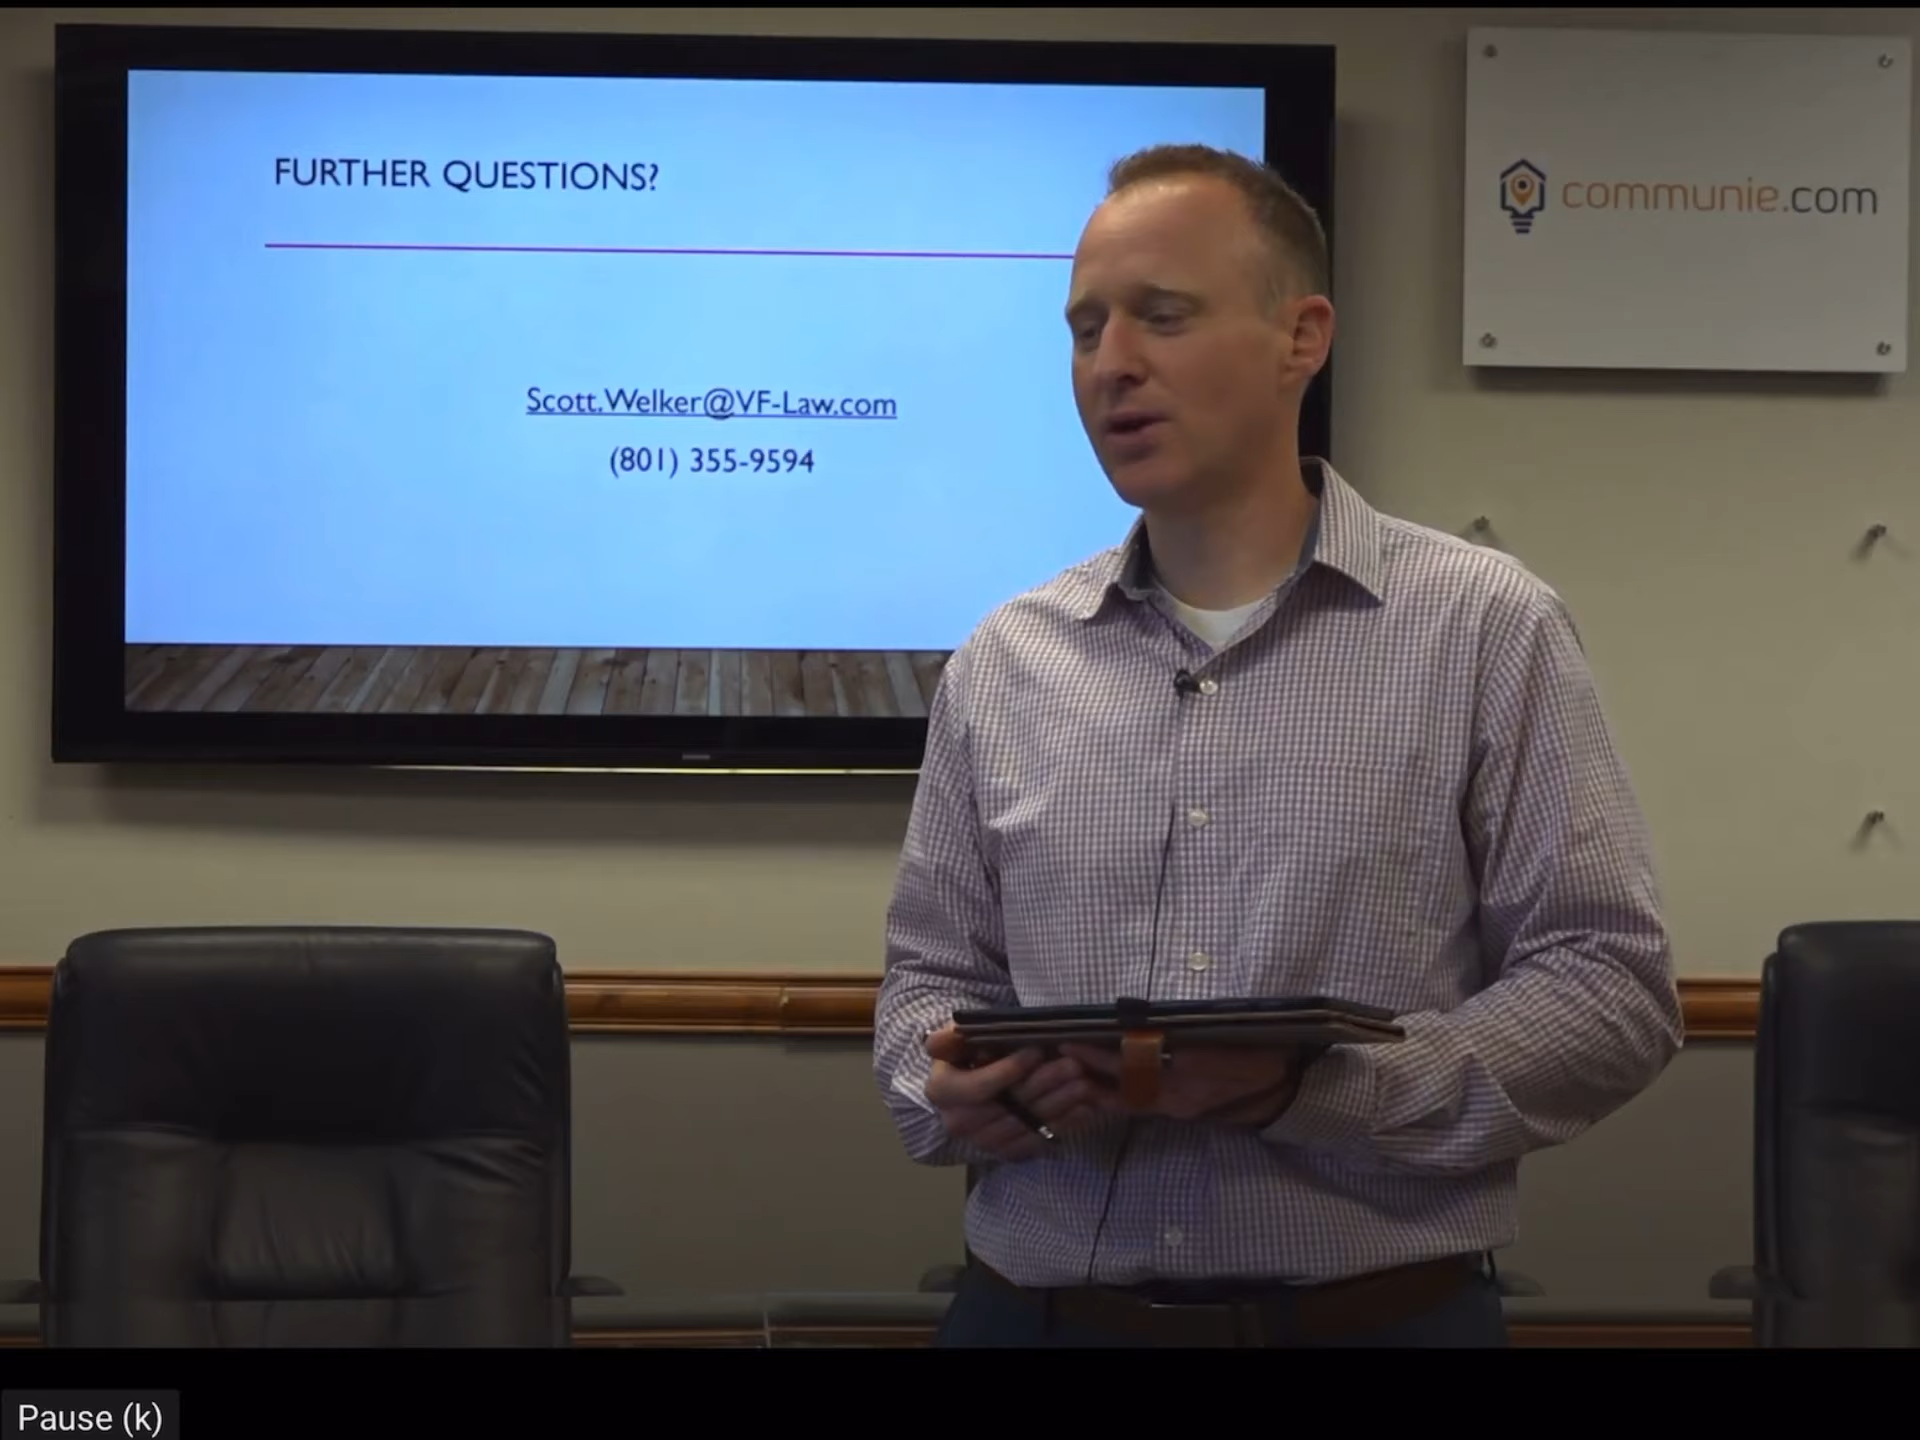 FURTHER QUESTIONS?
Scott.Welker@VF-Law.com
(801) 355-9594
communie.com
Pause (k)